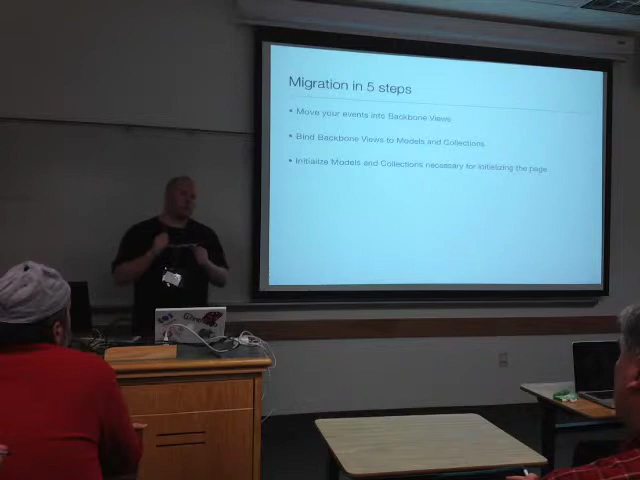 Migration in 5 steps
• Move your events into Backbone Views
• Bind Backbone Views to Models and Collections
• Initialize Models and Collections necessary for initializing the page